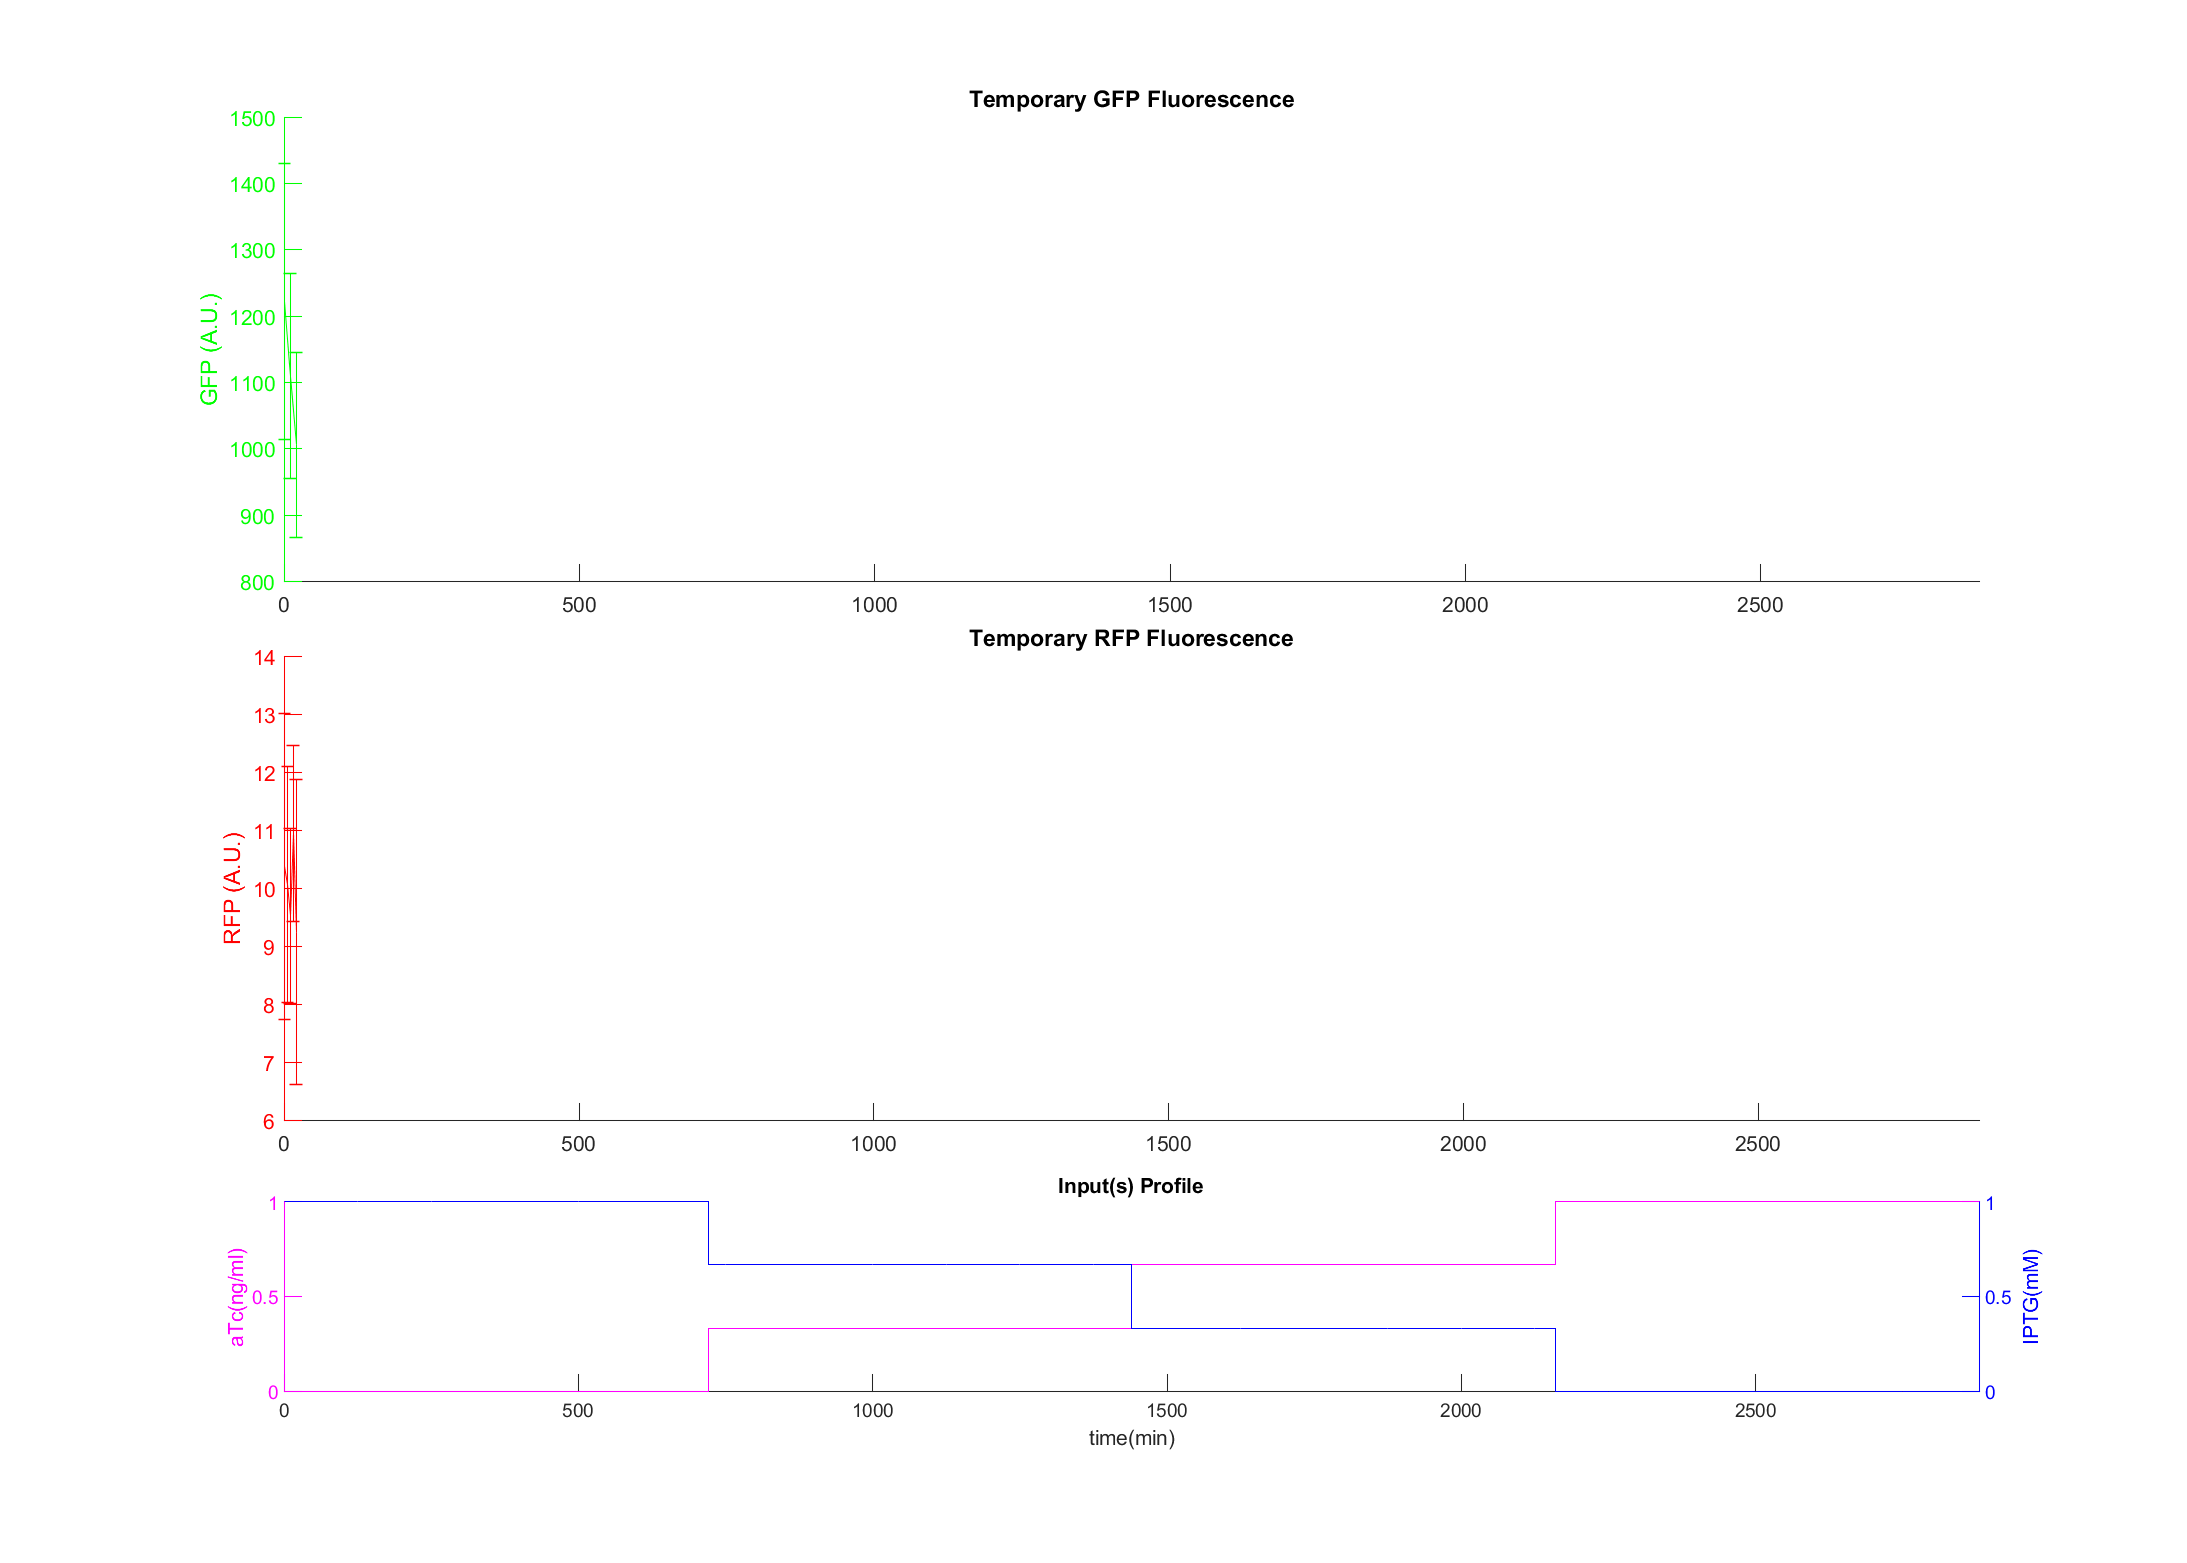 Temporary GFP Fluorescence
1500
1400
1300
1200
1100
1000
900
800
GFP (A.U.)
0 500 1000 1500 2000 2500
Temporary RFP Fluorescence
14
13
12
11
10
9
8
7
6
RFP (A.U.)
0 500 1000 1500 2000 2500
Input(s) Profile
1
0.5
0
aTc(ng/ml)
1
0.5
0
IPTG(mM)
0 500 1000 1500 2000 2500
time(min)